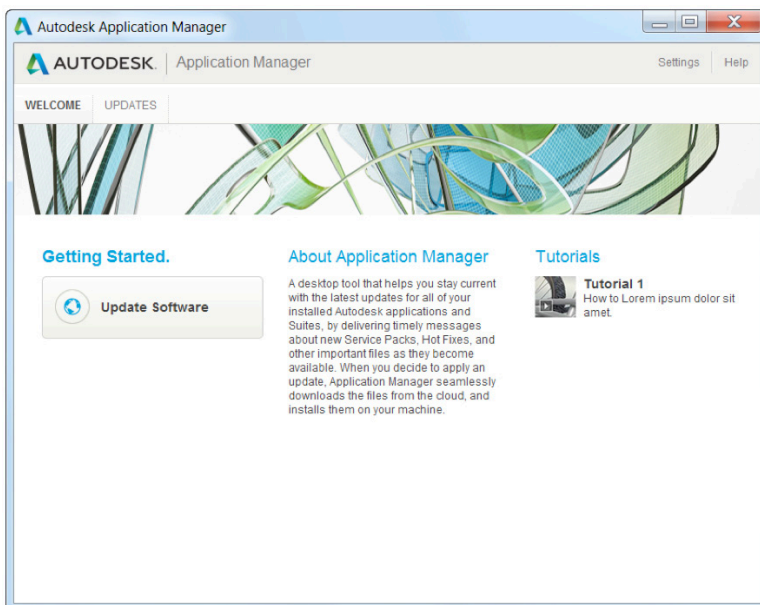 Autodesk Application Manager
AUTODESK. Application Manager
Settings Help
WELCOME UPDATES
Getting Started.
Update Software
About Application Manager
A desktop tool that helps you stay current
with the latest updates for all of your
installed Autodesk applications and
Suites, by delivering timely messages
about new Service Packs, Hot Fixes, and
other important files as they become
available. When you decide to apply an
update, Application Manager seamlessly
downloads the files from the cloud, and
installs them on your machine.
Tutorials
Tutorial 1
How to Lorem ipsum dolor sit
amet.